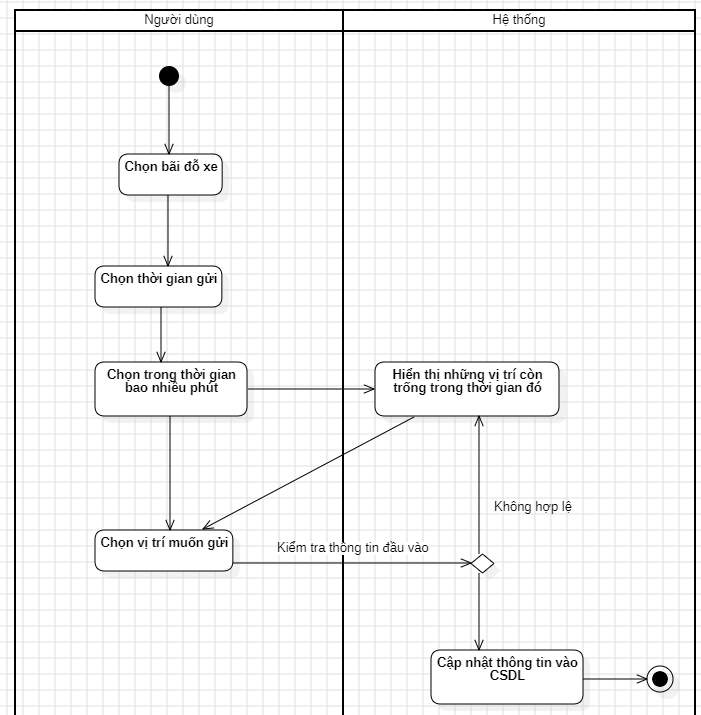 Người dùng
Hệ thống
Chọn bãi đỗ xe
Chọn thời gian gửi
Chọn trong thời gian
bao nhiêu phút
Hiển thị những vị trí còn
trống trong thời gian đó
Không hợp lệ
Chọn vị trí muốn gửi
Kiểm tra thông tin đầu vào
Cập nhật thông tin vào
CSDL